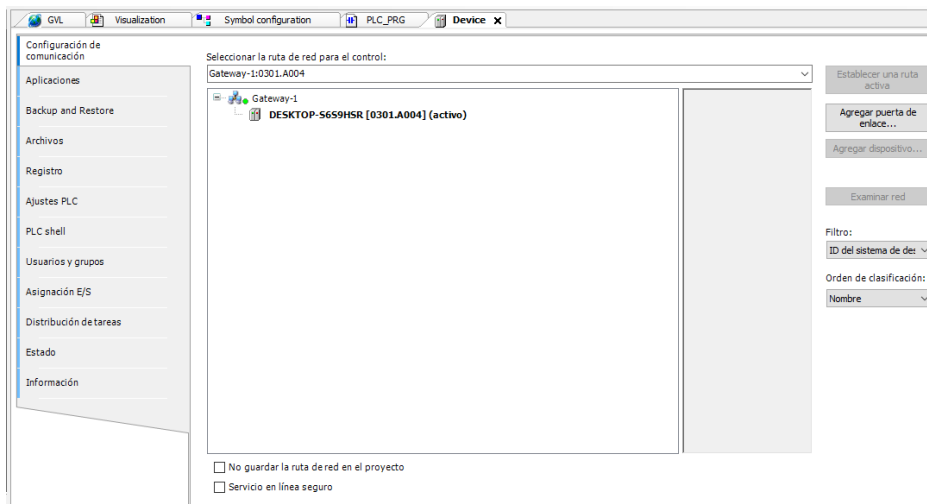 GVL Visualization Symbol configuration PLC_PRG Device X
Configuración de
comunicación
Aplicaciones
Backup and Restore
Archivos
Registro
Ajustes PLC
PLC shell
Usuarios y grupos
Asignación E/S
Distribución de tareas
Estado
Información
Seleccionar la ruta de red para el control:
Gateway-1:0301.A004
Gateway-1
DESKTOP-S6S9HSR [0301.A004] (activo)
No guardar la ruta de red en el proyecto
Servicio en línea seguro
Establecer una ruta
activa
Agregar puerta de
enlace...
Agregar dispositivo...
Examinar red
Filtro:
ID del sistema de de
Orden de clasificación:
Nombre